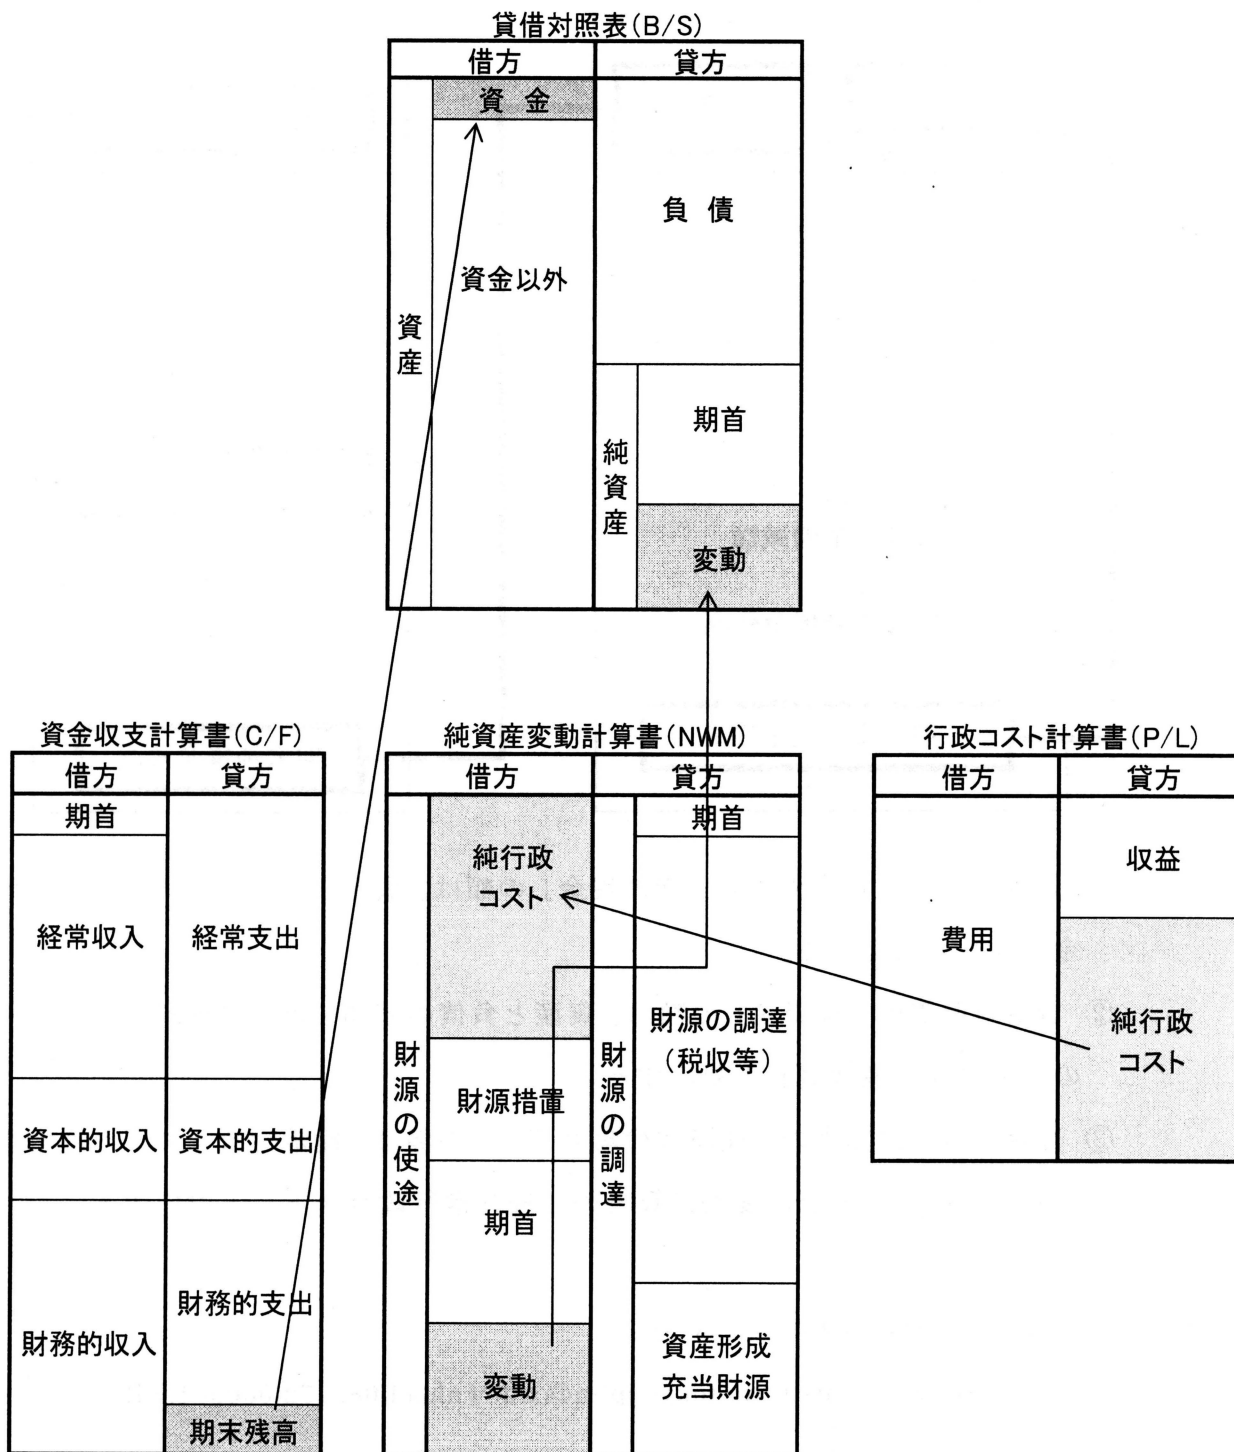 貸借対照表(B/S)
借方
貸方
資 金
資金以外
資産
負 債
純資産
期首
変動
資金収支計算書(C/F)
借方
貸方
期首
経常収入
経常支出
資本的収入
資本的支出
財務的収入
財務的支出
期末残高
純資産変動計算書(NWM)
借方
貸方
財源の使途
純行政
コスト
財源措置
期首
変動
財源の調達
期首
財源の調達
(税収等)
資産形成
充当財源
行政コスト計算書(P/L)
借方
貸方
費用
収益
純行政
コスト